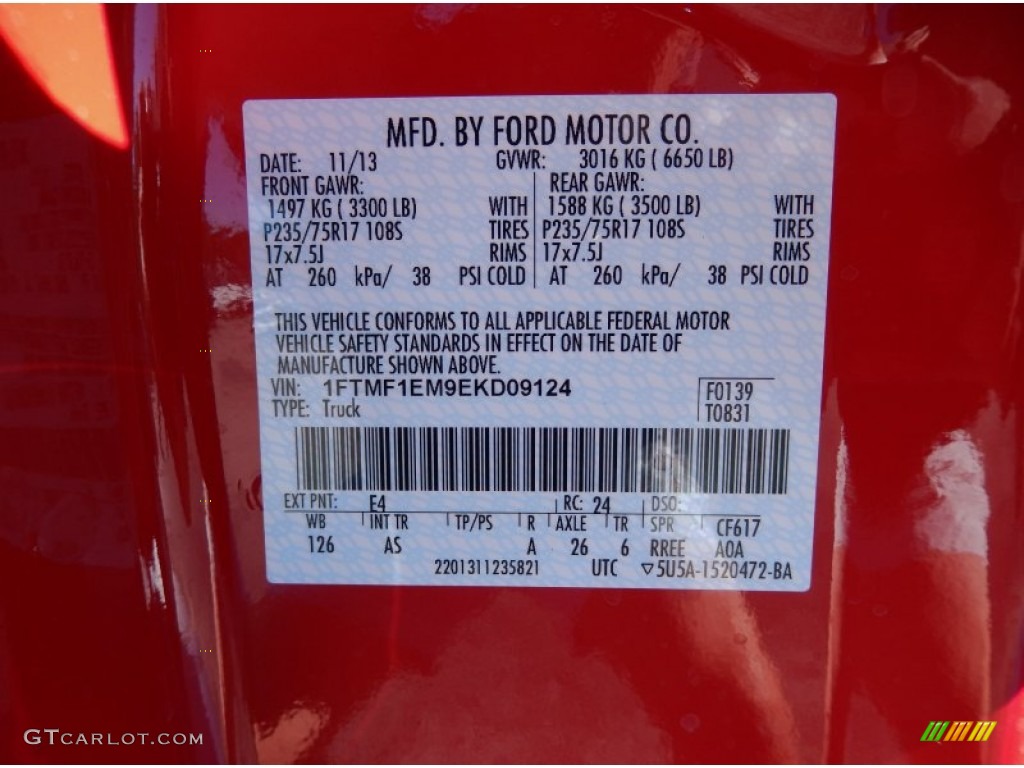 MFD. BY FORD MOTOR CO.
DATE: 11/13 GVWR: 3016 KG ( 6650 LB)
FRONT GAWR: REAR GAWR:
1497 KG ( 3300 LB) WITH 1588 KG ( 3500 LB) WITH
P235/75R17 108S TIRES P235/75R17 108S TIRES
17x7.5J RIMS 17x7.5J RIMS
AT 260 kPa/ 38 PSI COLD AT 260 kPa/ 38 PSI COLD
THIS VEHICLE CONFORMS TO ALL APPLICABLE FEDERAL MOTOR
VEHICLE SAFETY STANDARDS IN EFFECT ON THE DATE OF
MANUFACTURE SHOWN ABOVE.
VIN: 1FTMF1EM9EKD09124 F0139
TYPE: Truck T0831
EXT PNT: E4 RC: 24 DSO:
WB INT TR TP/PS R AXLE TR SPR CF617
126 AS A 26 6 RREE AOA
2201311235821 UTC ▽5U5A-1520472-BA
GTCARLOT.COM